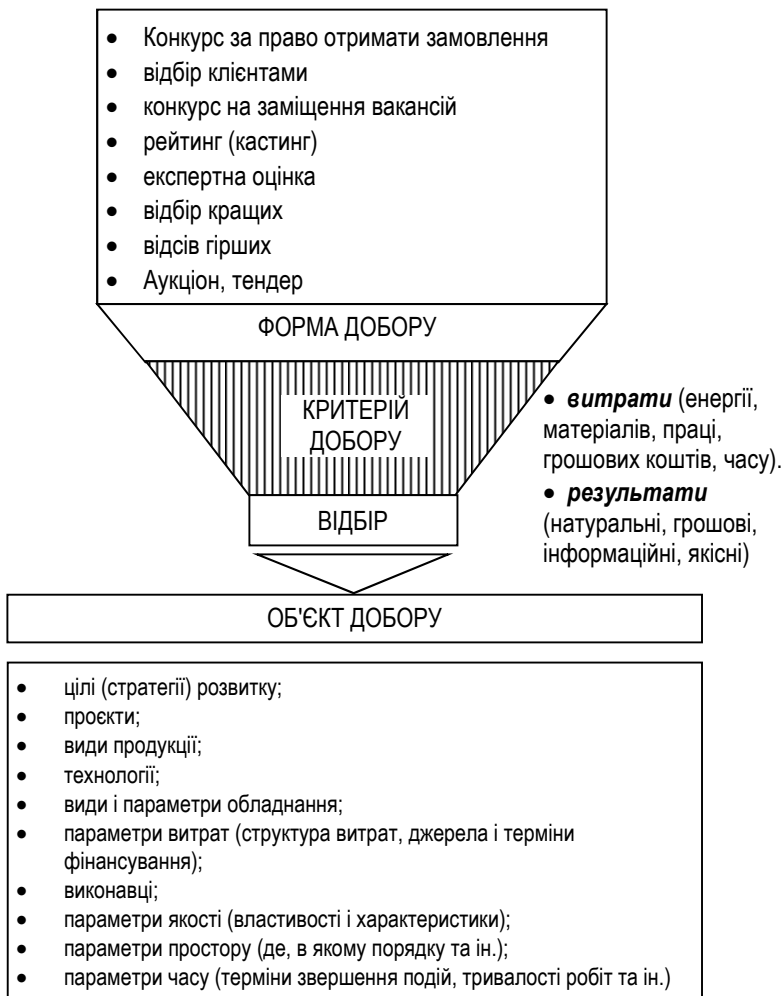 • Конкурс за право отримати замовлення
• відбір клієнтами
• конкурс на заміщення вакансій
• рейтинг (кастинг)
• експертна оцінка
• відбір кращих
• відсів гірших
• Аукціон, тендер
ФОРМА ДОБОРУ
КРИТЕРІЙ
ДОБОРУ
• витрати (енергії,
матеріалів, праці,
грошових коштів, часу).
• результати
(натуральні, грошові,
інформаційні, якісні)
ВІДБІР
ОБ'ЄКТ ДОБОРУ
• цілі (стратегії) розвитку;
• проєкти;
• види продукції;
• технології;
• види і параметри обладнання;
• параметри витрат (структура витрат, джерела і терміни
фінансування);
• виконавці;
• параметри якості (властивості і характеристики);
• параметри простору (де, в якому порядку та ін.);
• параметри часу (терміни звершення подій, тривалості робіт та ін.)